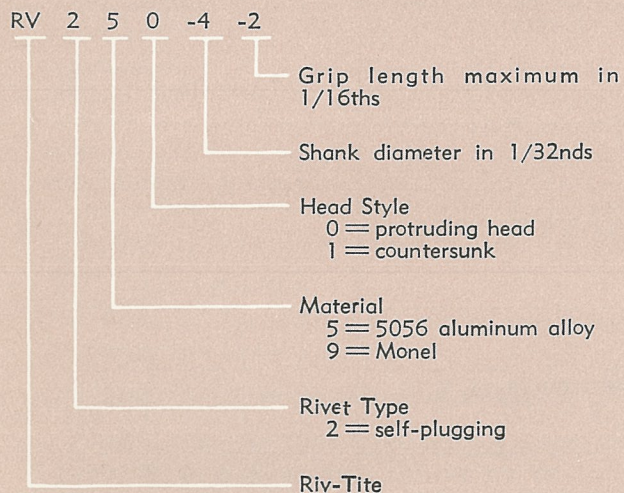 RV 2 5 0 -4 -2
Grip length maximum in
1/16ths
Shank diameter in 1/32nds
Head Style
0 = protruding head
1 = countersunk
Material
5 = 5056 aluminum alloy
9 = Monel
Rivet Type
2 = self-plugging
Riv-Tite